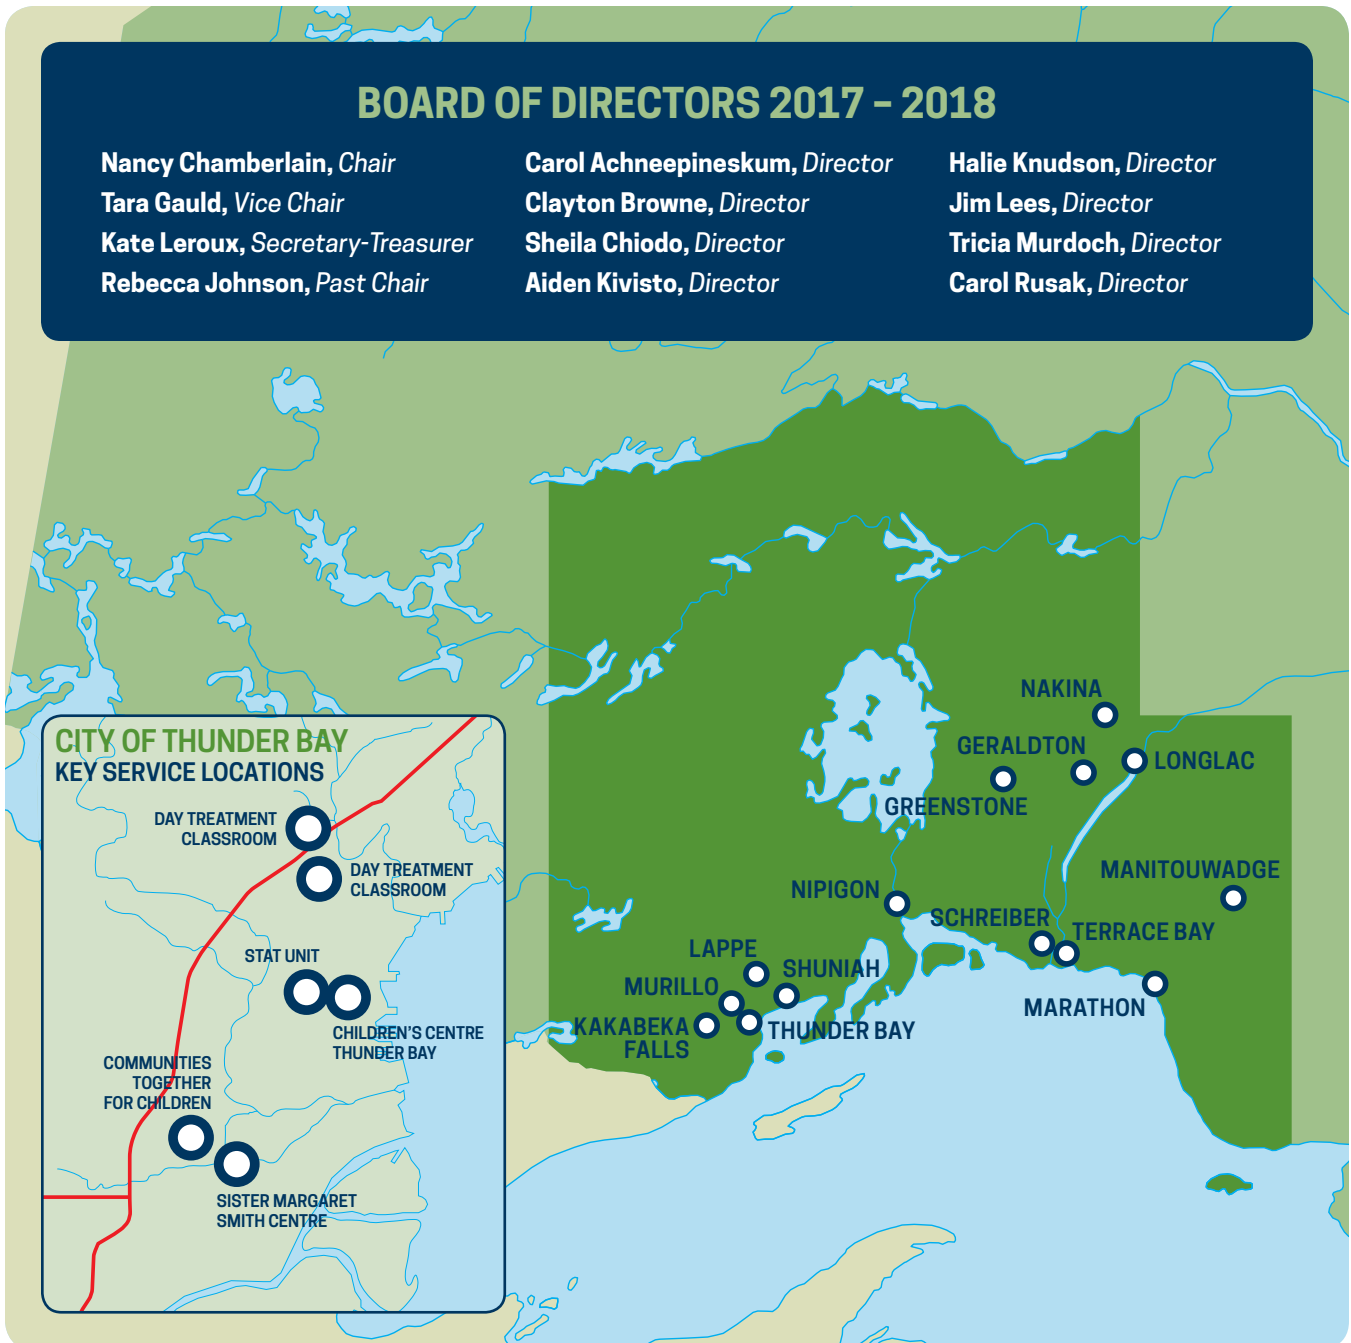 BOARD OF DIRECTORS 2017 – 2018
Nancy Chamberlain, Chair
Tara Gauld, Vice Chair
Kate Leroux, Secretary-Treasurer
Rebecca Johnson, Past Chair
Carol Achneepineskum, Director
Clayton Browne, Director
Sheila Chiodo, Director
Aiden Kivisto, Director
Halie Knudson, Director
Jim Lees, Director
Tricia Murdoch, Director
Carol Rusak, Director
CITY OF THUNDER BAY
KEY SERVICE LOCATIONS
DAY TREATMENT
CLASSROOM
DAY TREATMENT
CLASSROOM
STAT UNIT
CHILDREN'S CENTRE
THUNDER BAY
COMMUNITIES
TOGETHER
FOR CHILDREN
SISTER MARGARET
SMITH CENTRE
NAKINA
GERALDTON
LONGLAC
GREENSTONE
MANITOUWADGE
NIPIGON
SCHREIBER
TERRACE BAY
LAPPE
SHUNIAH
MURILLO
MARATHON
KAKABEKA
FALLS
THUNDER BAY